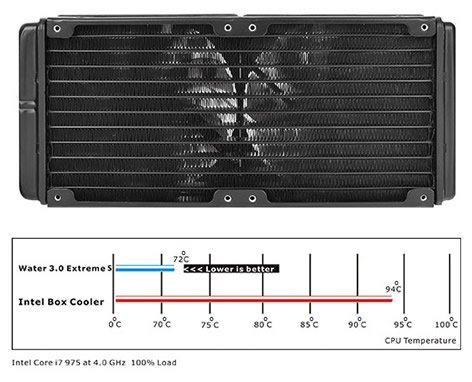 72°C
Water 3.0 Extreme S
<<< Lower is better
94°C
Intel Box Cooler
0°C 70°C 75°C 80°C 85°C 90°C 95°C 100°C
CPU Temperature
Intel Core i7 975 at 4.0 GHz 100% Load